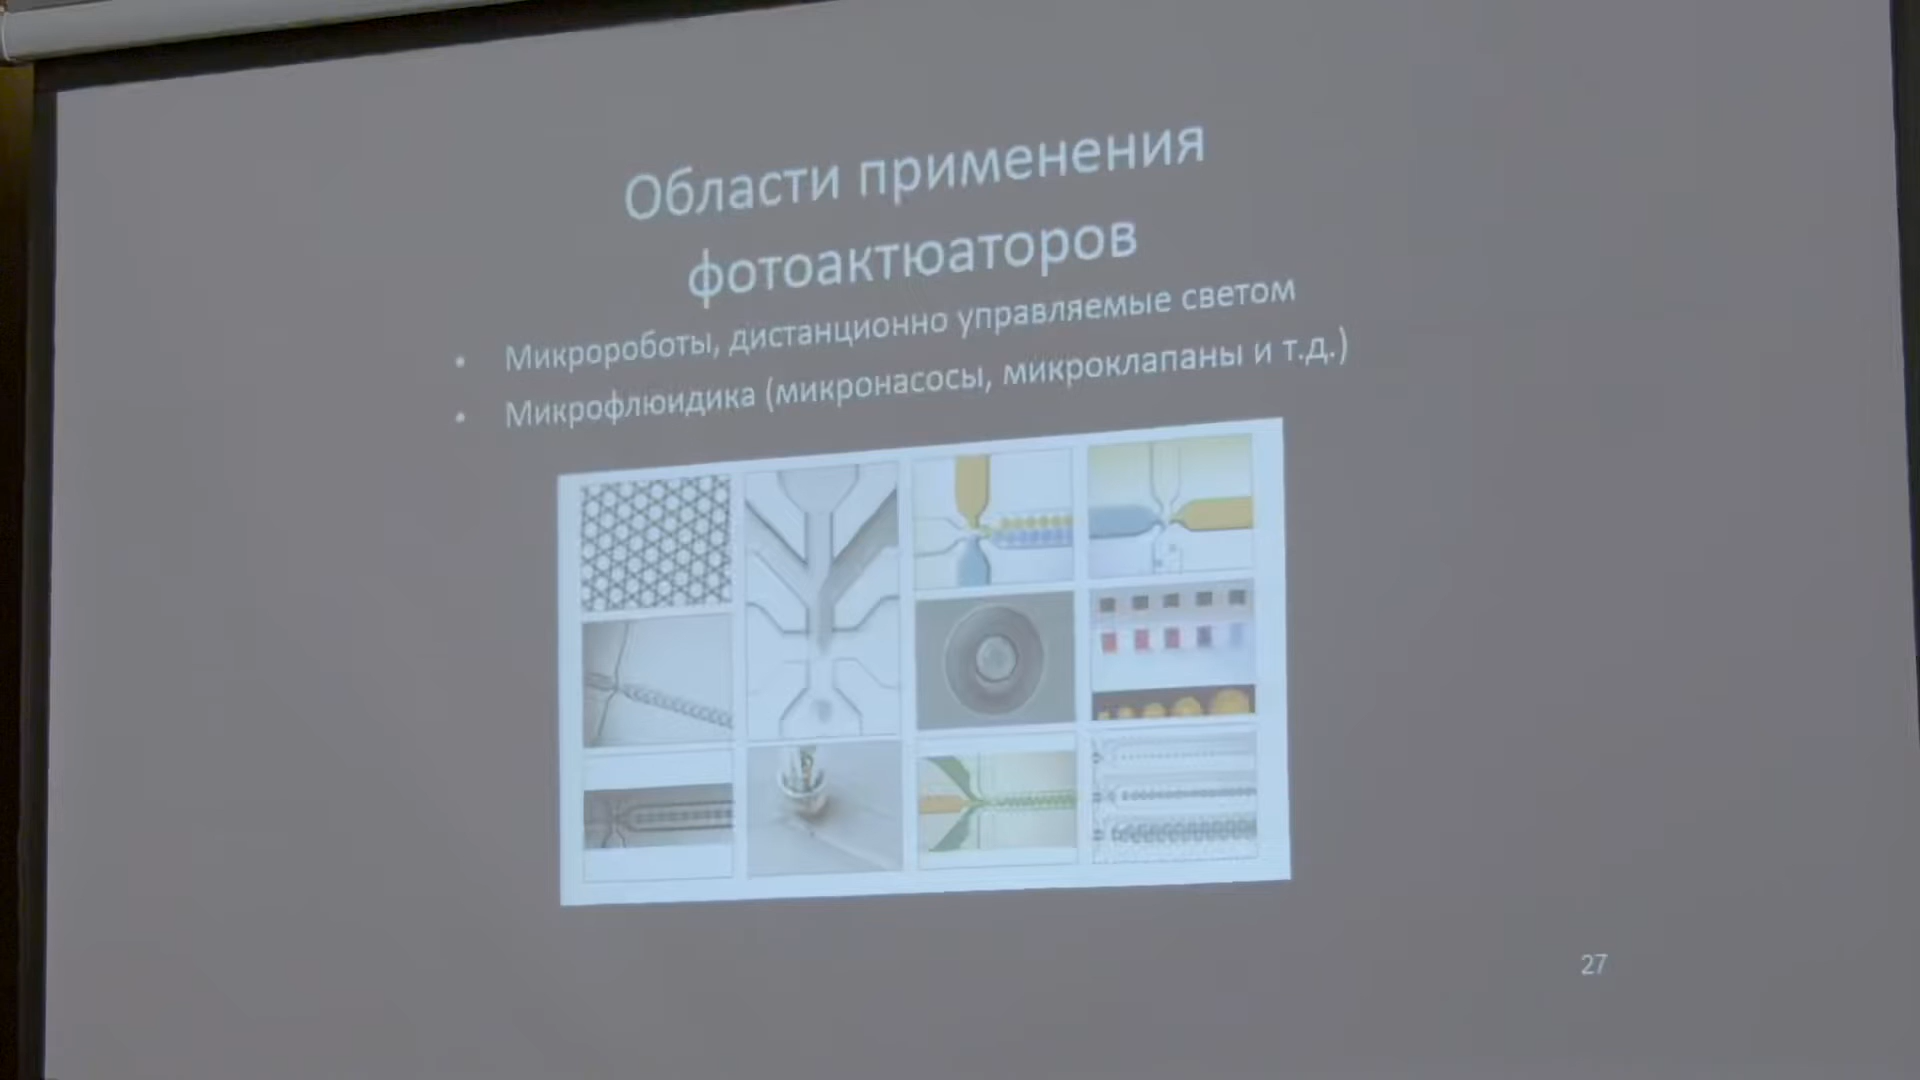 Области применения
фотоактюаторов
• Микророботы, дистанционно управляемые светом
• Микрофлюидика (микронасосы, микроклапаны и т.д.)
27